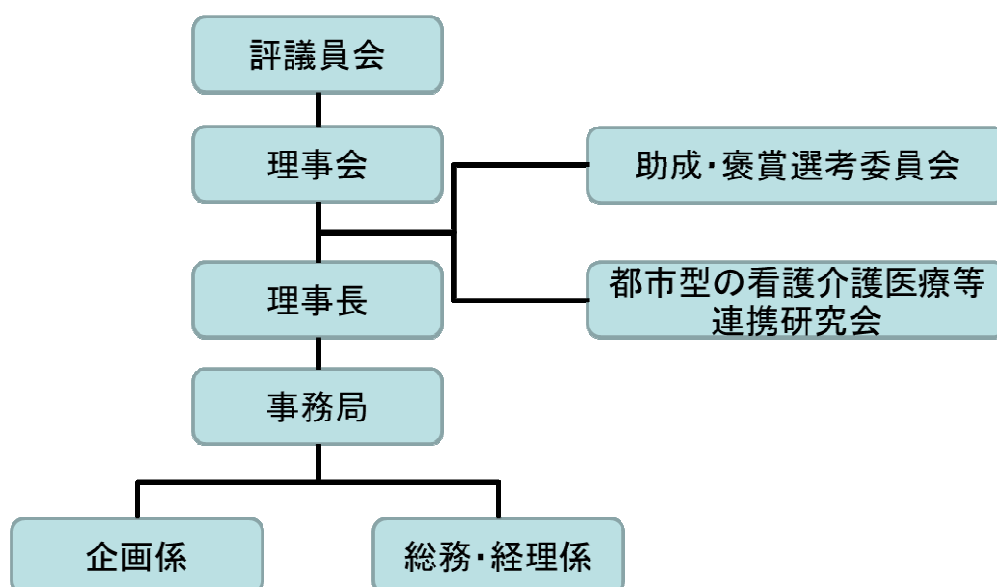 評議員会
理事会
助成・褒賞選考委員会
理事長
都市型の看護介護医療等
連携研究会
事務局
企画係
総務・経理係